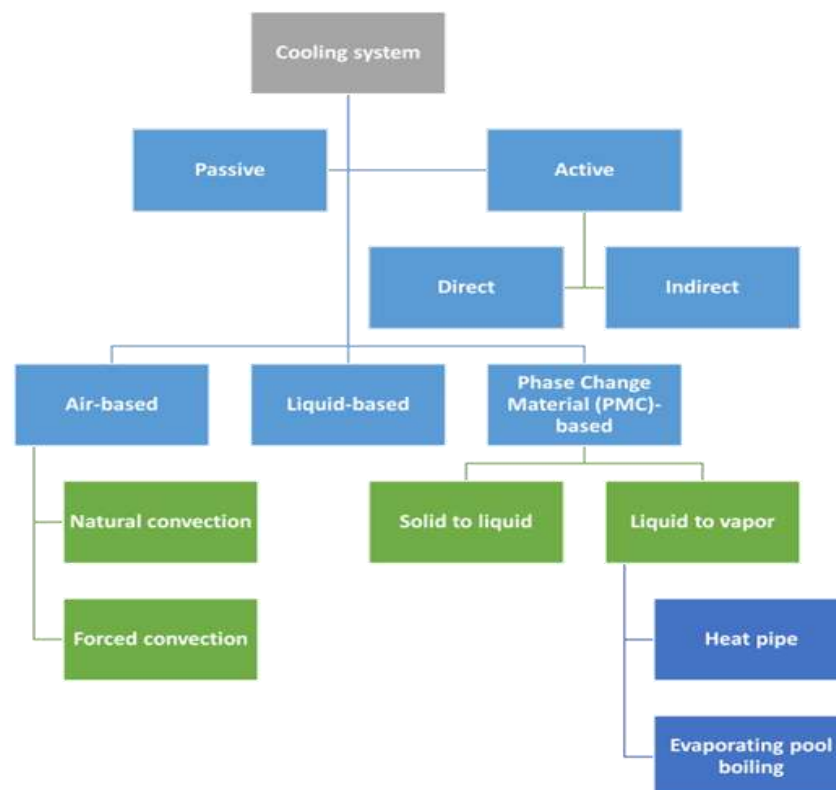 Cooling system
Passive
Active
Direct
Indirect
Air-based
Liquid-based
Phase Change
Material (PMC)-
based
Natural convection
Solid to liquid
Liquid to vapor
Forced convection
Heat pipe
Evaporating pool
boiling